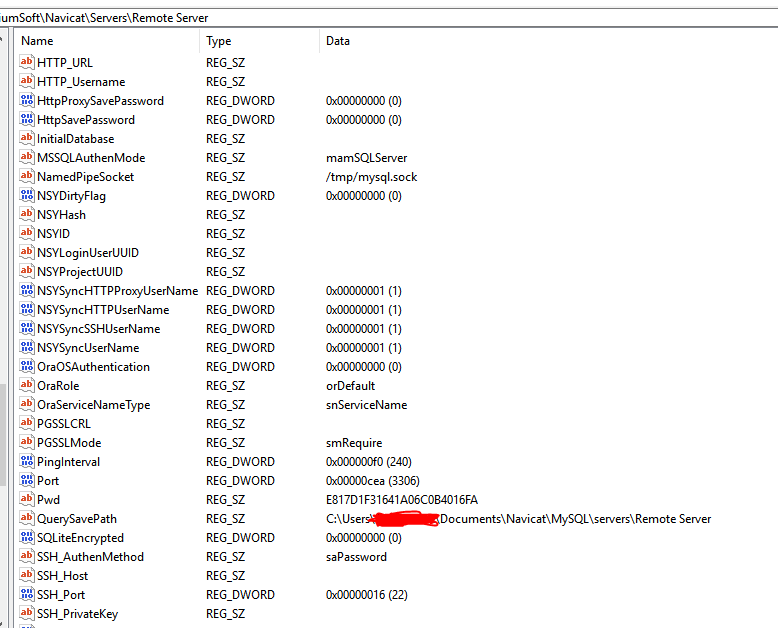 iumSoft\Navicat\Servers\Remote Server
Name Type Data
HTTP_URL REG_SZ
HTTP_Username REG_SZ
HttpProxySavePassword REG_DWORD 0x00000000 (0)
HttpSavePassword REG_DWORD 0x00000000 (0)
InitialDatabase REG_SZ
MSSQLAuthenMode REG_SZ mamSQLServer
NamedPipeSocket REG_SZ /tmp/mysql.sock
NSYDirtyFlag REG_DWORD 0x00000000 (0)
NSYHash REG_SZ
NSYID REG_SZ
NSYLoginUserUUID REG_SZ
NSYProjectUUID REG_SZ
NSYSyncHTTPProxyUserName REG_DWORD 0x00000001 (1)
NSYSyncHTTPUserName REG_DWORD 0x00000001 (1)
NSYSyncSSHUserName REG_DWORD 0x00000001 (1)
NSYSyncUserName REG_DWORD 0x00000001 (1)
OraOSAuthentication REG_DWORD 0x00000000 (0)
OraRole REG_SZ orDefault
OraServiceNameType REG_SZ snServiceName
PGSSLCRL REG_SZ
PGSSLMode REG_SZ smRequire
PingInterval REG_DWORD 0x000000f0 (240)
Port REG_DWORD 0x00000cea (3306)
Pwd REG_SZ E817D1F31641A06C0B4016FA
QuerySavePath REG_SZ C:\Users\ \Documents\Navicat\MySQL\servers\Remote Server
SQLiteEncrypted REG_DWORD 0x00000000 (0)
SSH_AuthenMethod REG_SZ saPassword
SSH_Host REG_SZ
SSH_Port REG_DWORD 0x00000016 (22)
SSH_PrivateKey REG_SZ